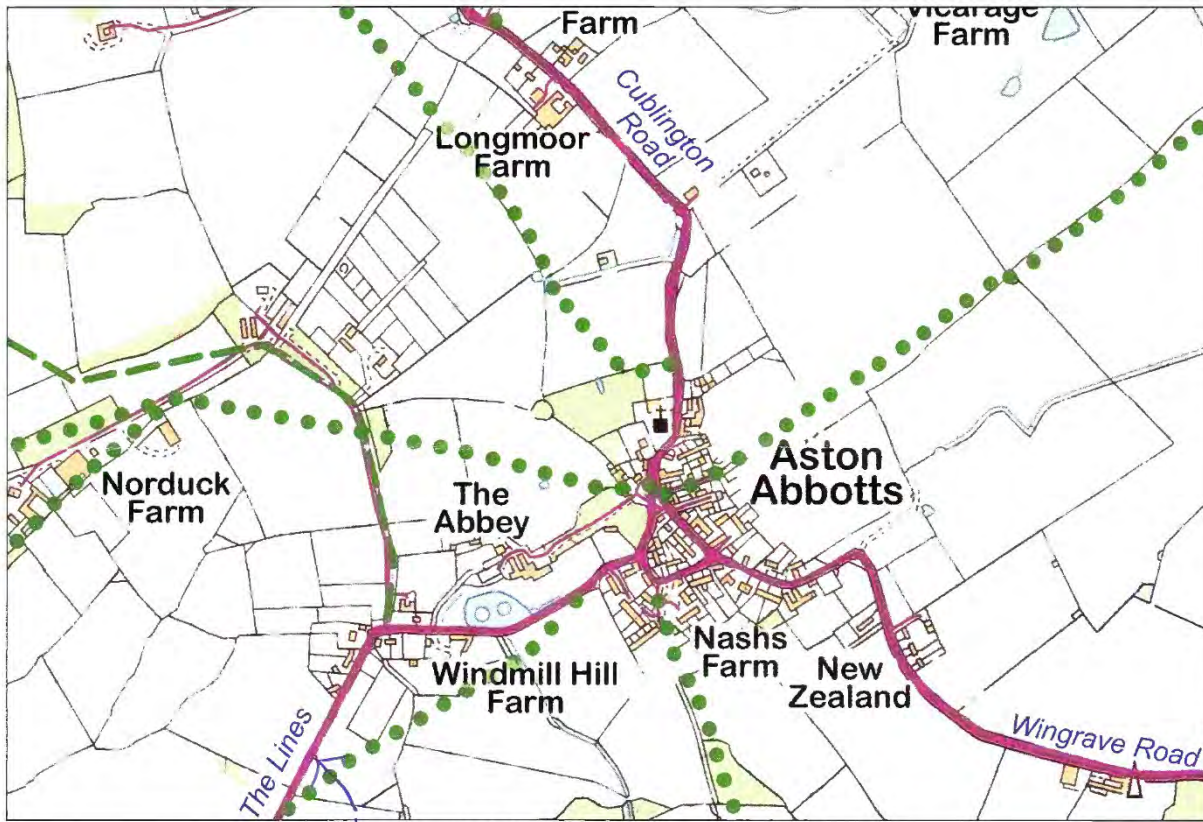 Farm
Vicarage
Farm
Cublington
Road
Longmoor
Farm
Aston
Abbotts
Norduck
Farm
The
Abbey
Nashs
Farm
New
Zealand
Windmill Hill
Farm
The Lines
Wingrave Road